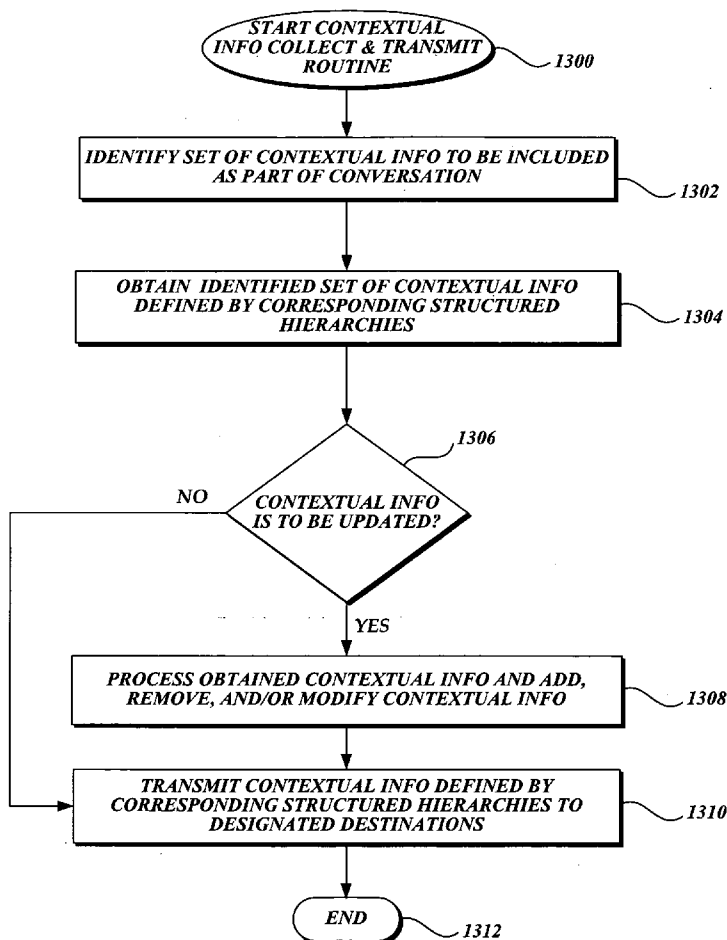 START CONTEXTUAL
INFO COLLECT & TRANSMIT
ROUTINE
1300
IDENTIFY SET OF CONTEXTUAL INFO TO BE INCLUDED
AS PART OF CONVERSATION
1302
OBTAIN IDENTIFIED SET OF CONTEXTUAL INFO
DEFINED BY CORRESPONDING STRUCTURED
HIERARCHIES
1304
1306
NO
CONTEXTUAL INFO
IS TO BE UPDATED?
YES
PROCESS OBTAINED CONTEXTUAL INFO AND ADD,
REMOVE, AND/OR MODIFY CONTEXTUAL INFO
1308
TRANSMIT CONTEXTUAL INFO DEFINED BY
CORRESPONDING STRUCTURED HIERARCHIES TO
DESIGNATED DESTINATIONS
1310
END
1312